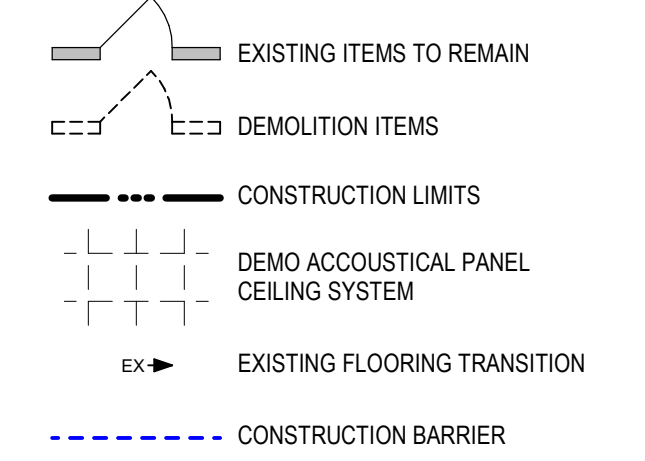 EXISTING ITEMS TO REMAIN
DEMOLITION ITEMS
CONSTRUCTION LIMITS
DEMO ACCOUSTICAL PANEL
CEILING SYSTEM
EX EXISTING FLOORING TRANSITION
CONSTRUCTION BARRIER